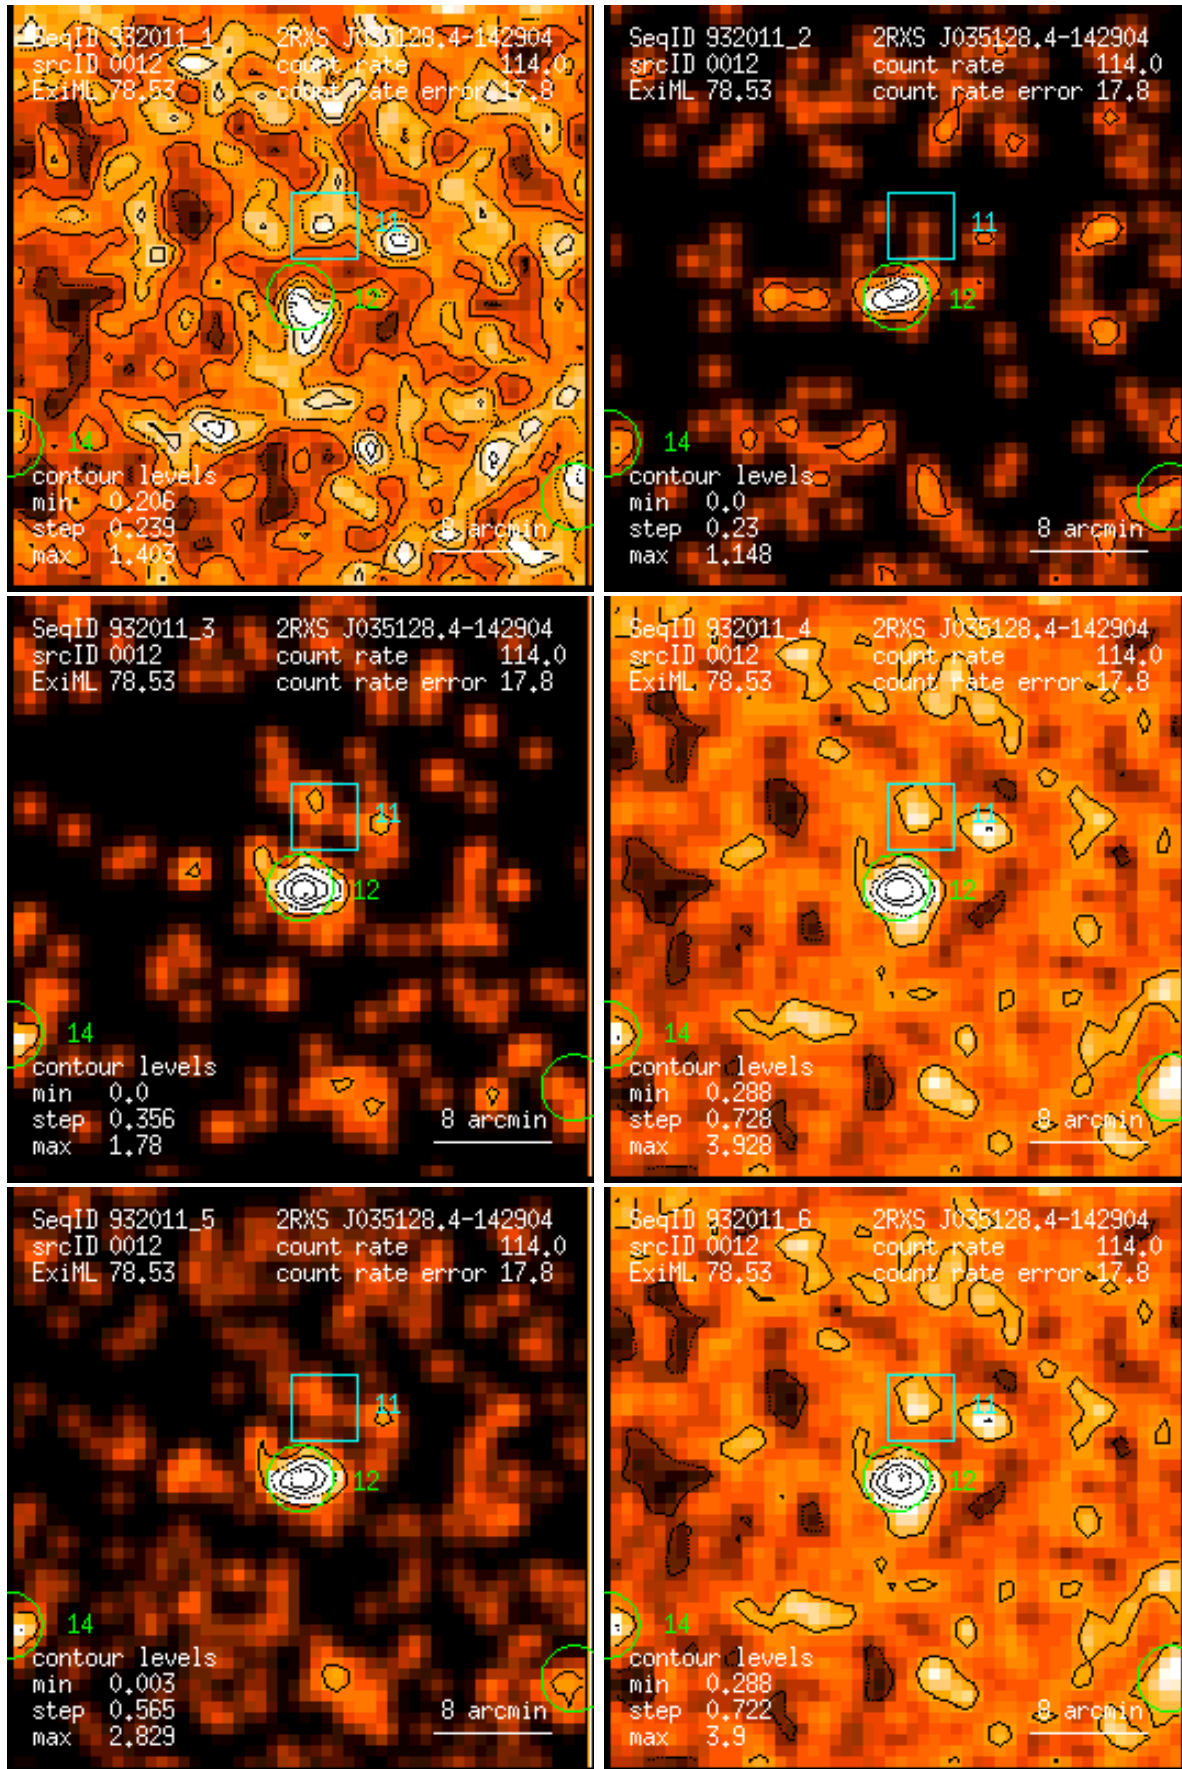 SeqID 932011_1 2RXS J035128.4-142904
srcID 0012 count rate 114.0
ExiML 78.53 count rate error 17.8
11
12
14
contour levels
min 0.206
step 0.239 8 arcmin
max 1.403
SeqID 932011_2 2RXS J035128.4-142904
srcID 0012 count rate 114.0
ExiML 78.53 count rate error 17.8
11
12
14
contour levels
min 0.0
step 0.23 8 arcmin
max 1.148
SeqID 932011_3 2RXS J035128.4-142904
srcID 0012 count rate 114.0
ExiML 78.53 count rate error 17.8
11
12
14
contour levels
min 0.0
step 0.356 8 arcmin
max 1.78
SeqID 932011_4 2RXS J035128.4-142904
srcID 0012 count rate 114.0
ExiML 78.53 count rate error 17.8
11
12
14
contour levels
min 0.288
step 0.728 8 arcmin
max 3.928
SeqID 932011_5 2RXS J035128.4-142904
srcID 0012 count rate 114.0
ExiML 78.53 count rate error 17.8
11
12
14
contour levels
min 0.003
step 0.565 8 arcmin
max 2.829
SeqID 932011_6 2RXS J035128.4-142904
srcID 0012 count rate 114.0
ExiML 78.53 count rate error 17.8
11
12
14
contour levels
min 0.288
step 0.722 8 arcmin
max 3.9